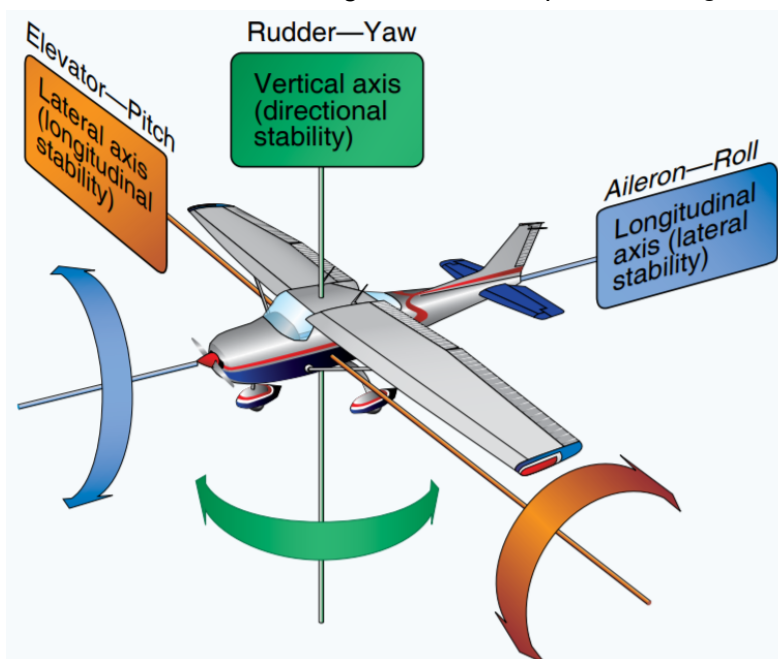 Rudder—Yaw
Vertical axis
(directional
stability)
Elevator—Pitch
Lateral axis
(longitudinal
stability)
Aileron—Roll
Longitudinal
axis (lateral
stability)